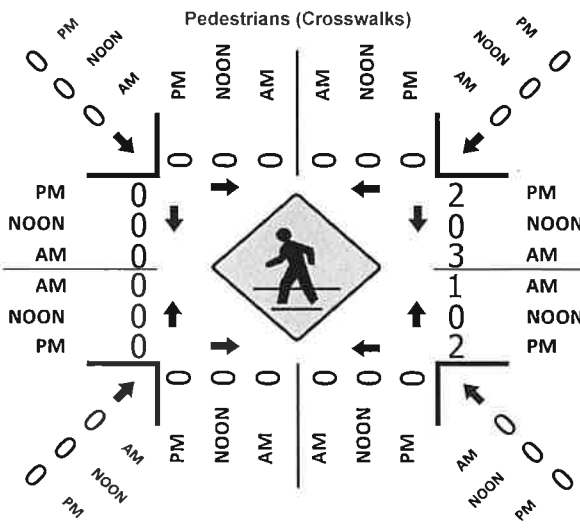 Pedestrians (Crosswalks)
PM NOON AM
0 0 0
PM NOON AM AM NOON PM
0 0 0 0 0 0
PM NOON AM
0 0 0
PM 0 2 PM
NOON 0 0 NOON
AM 0 3 AM
AM 0 1 AM
NOON 0 0 NOON
PM 0 2 PM
0 0 0 0 0 0
PM NOON AM AM NOON PM
0 0 0
AM NOON PM
0 0 0
AM NOON PM